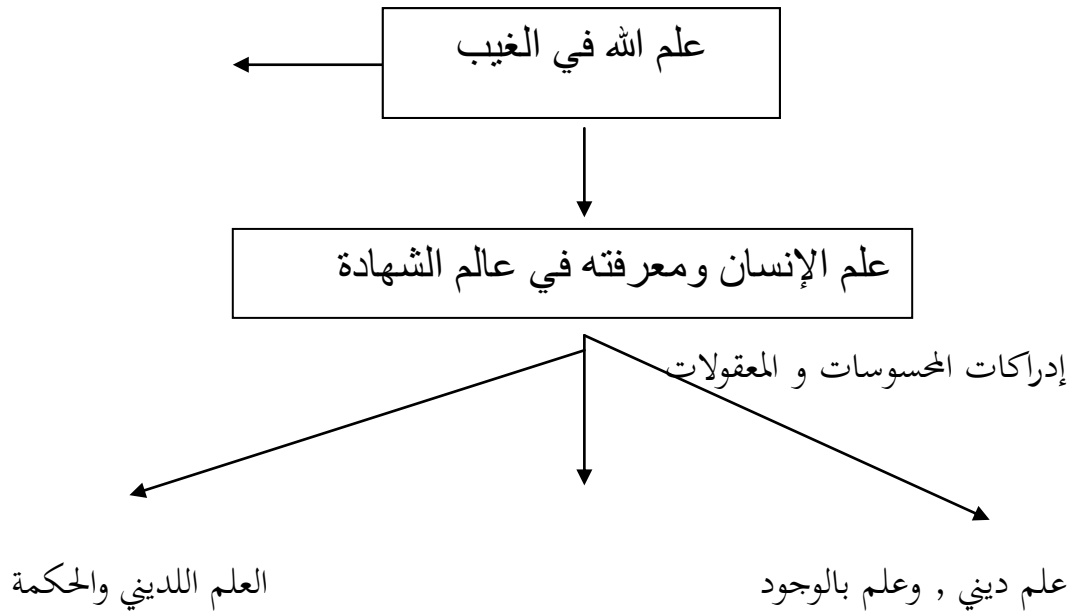 علم الله في الغيب
علم الإنسان ومعرفته في عالم الشهادة
إدراكات المحسوسات و المعقولات
علم ديني , وعلم بالوجود
العلم اللديني والحكمة